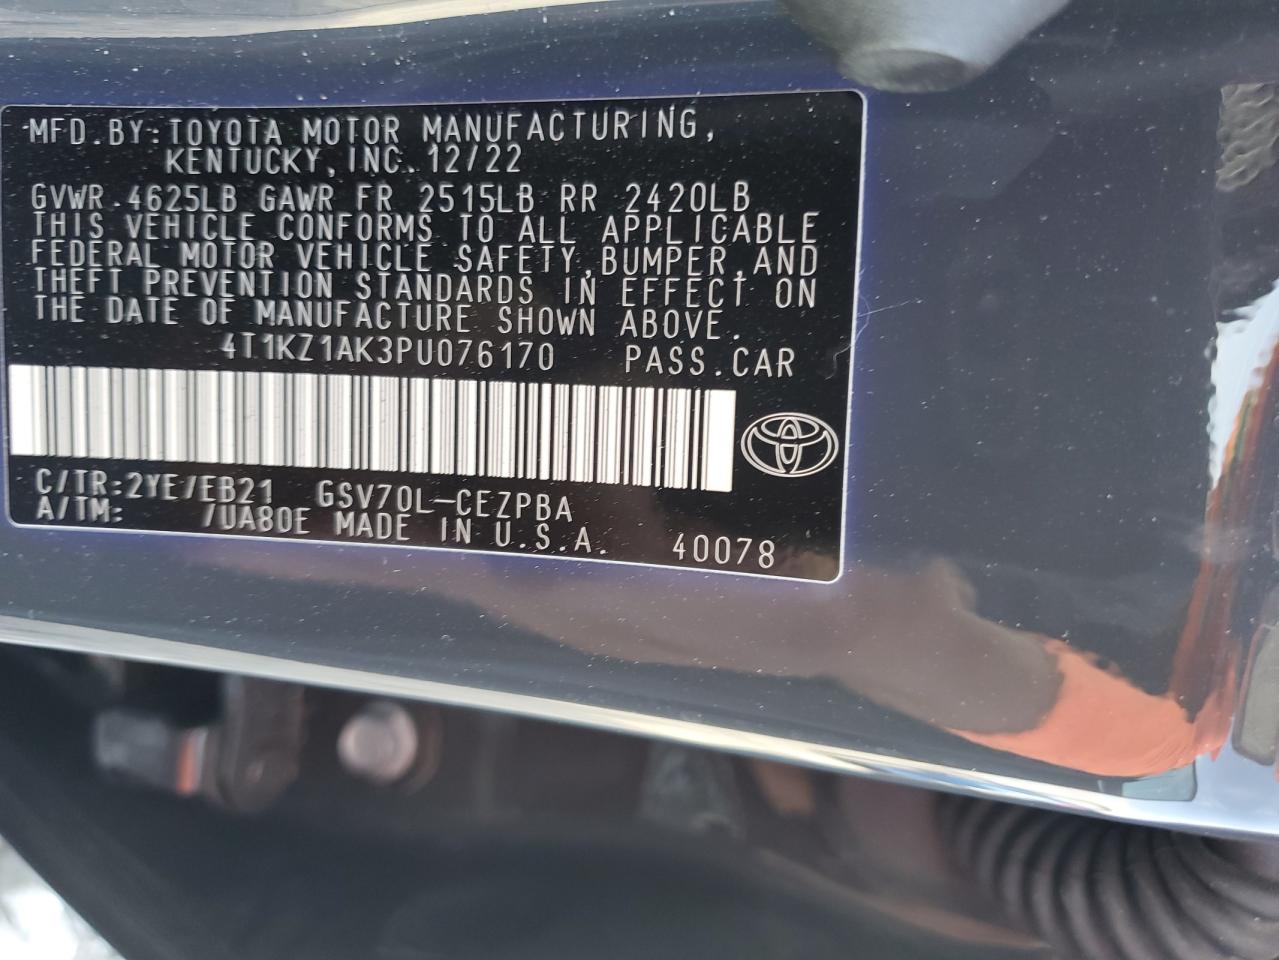 MFD. BY: TOYOTA MOTOR MANUFACTURING,
KENTUCKY, INC. 12/22
GVWR 4625LB GAWR FR 2515LB RR 2420LB
THIS VEHICLE CONFORMS TO ALL APPLICABLE
FEDERAL MOTOR VEHICLE SAFETY, BUMPER, AND
THEFT PREVENTION STANDARDS IN EFFECT ON
THE DATE OF MANUFACTURE SHOWN ABOVE.
4T1KZ1AK3PU076170 PASS. CAR
C/TR: 2YE/EB21 GSV70L-CEZPBA
A/TM: /UA80E MADE IN U.S.A. 40078